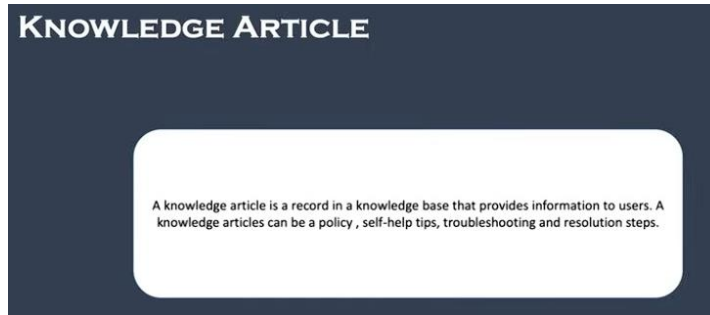 Knowledge Article
A knowledge article is a record in a knowledge base that provides information to users. A
knowledge articles can be a policy , self-help tips, troubleshooting and resolution steps.